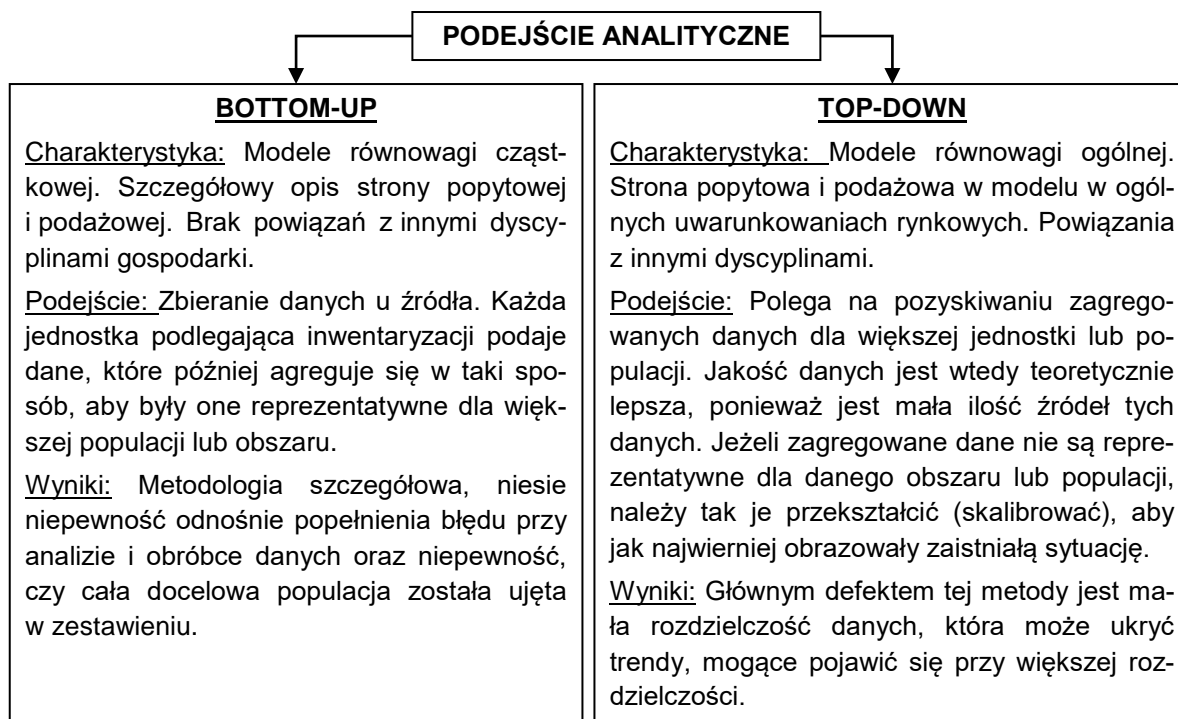 PODEJŚCIE ANALITYCZNE
BOTTOM-UP
Charakterystyka: Modele równowagi cząst-
kowej. Szczegółowy opis strony popytowej
i podażowej. Brak powiązań z innymi dyscy-
plinami gospodarki.
Podejście: Zbieranie danych u źródła. Każda
jednostka podlegająca inwentaryzacji podaje
dane, które później agreguje się w taki spo-
sób, aby były one reprezentatywne dla więk-
szej populacji lub obszaru.
Wyniki: Metodologia szczegółowa, niesie
niepewność odnośnie popełnienia błędu przy
analizie i obróbce danych oraz niepewność,
czy cała docelowa populacja została ujęta
w zestawieniu.
TOP-DOWN
Charakterystyka: Modele równowagi ogólnej.
Strona popytowa i podażowa w modelu w ogól-
nych uwarunkowaniach rynkowych. Powiązania
z innymi dyscyplinami.
Podejście: Polega na pozyskiwaniu zagrego-
wanych danych dla większej jednostki lub po-
pulacji. Jakość danych jest wtedy teoretycznie
lepsza, ponieważ jest mała ilość źródeł tych
danych. Jeżeli zagregowane dane nie są repre-
zentatywne dla danego obszaru lub populacji,
należy tak je przekształcić (skalibrować), aby
jak najwierniej obrazowały zaistniałą sytuację.
Wyniki: Głównym defektem tej metody jest ma-
ła rozdzielczość danych, która może ukryć
trendy, mogące pojawić się przy większej roz-
dzielczości.